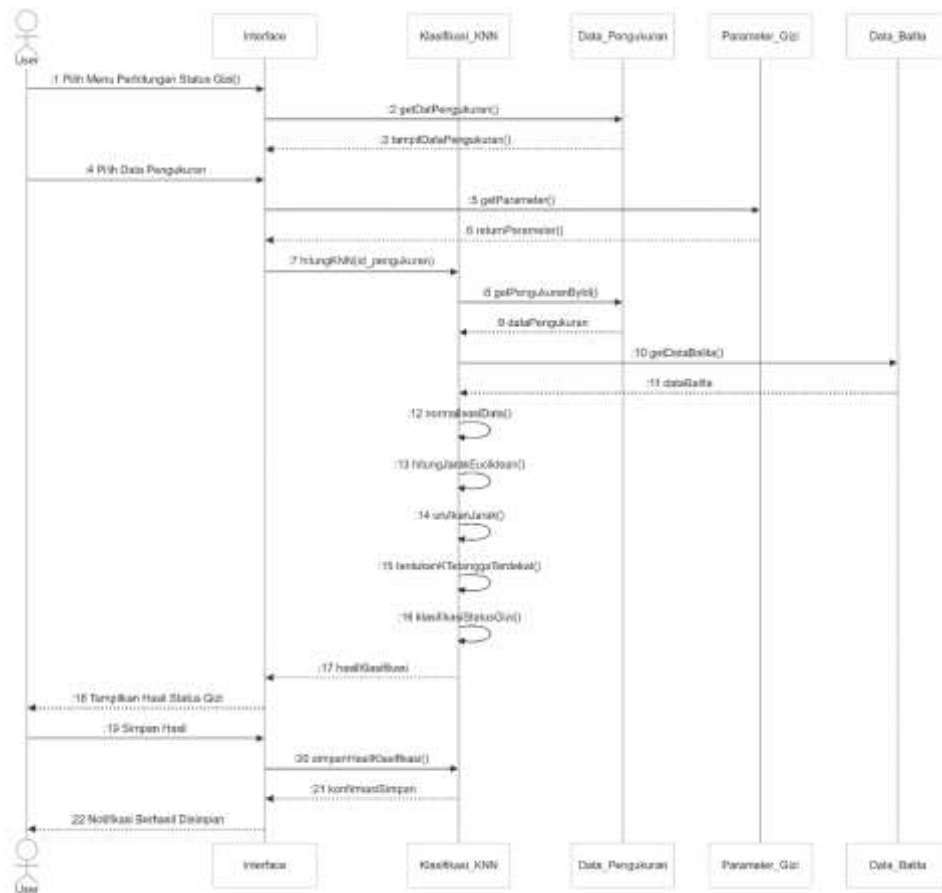 User
Interface
Klasifikasi_KNN
Data_Pengukuran
Parameter_Gizi
Data_Balita
:1 Pilih Menu Perhitungan Status Gizi()
:2 getDatPengukuran()
:3 tampilDataPengukuran()
:4 Pilih Data Pengukuran
:5 getParameter()
:6 returnParameter()
:7 hitungKNN(id_pengukuran)
:8 getPengukuranById()
:9 dataPengukuran
:10 getDataBalita()
:11 dataBalita
:12 normalisasiData()
:13 hitungJarakEuclidean()
:14 urutkanJarak()
:15 tentukanKTetanggaTerdekat()
:16 klasifikasiStatusGizi()
:17 hasilKlasifikasi
:18 Tampilkan Hasil Status Gizi
:19 Simpan Hasil
:20 simpanHasilKlasifikasi()
:21 konfirmasiSimpan
:22 Notifikasi Berhasil Disimpan
User
Interface
Klasifikasi_KNN
Data_Pengukuran
Parameter_Gizi
Data_Balita